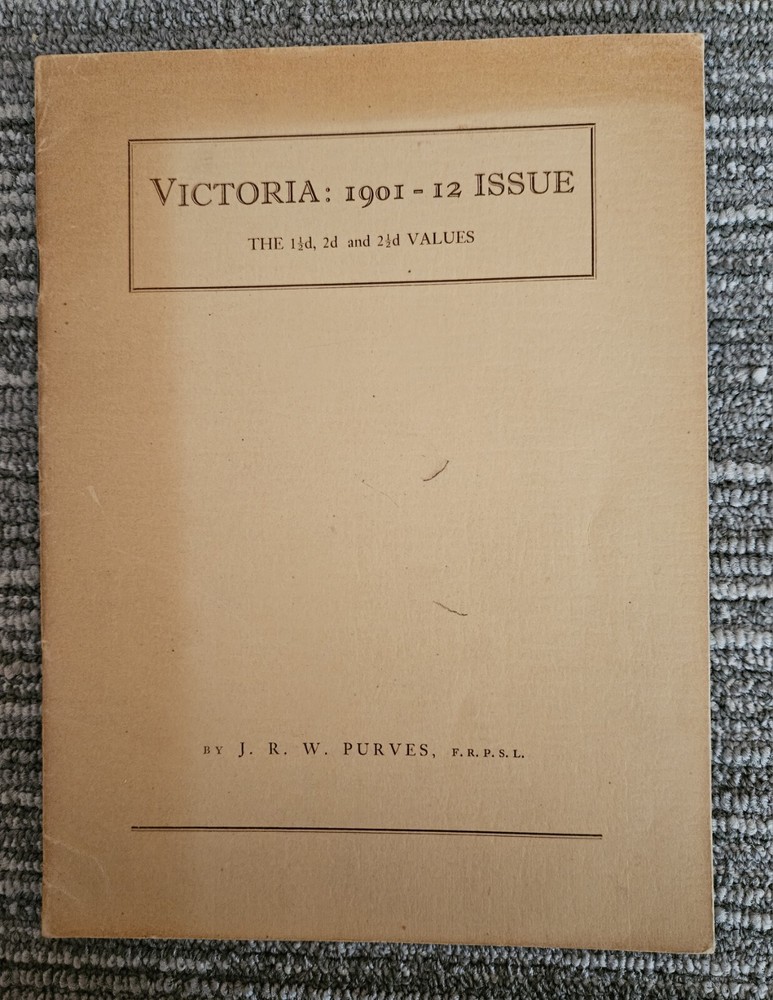 VICTORIA: 1901 - 12 ISSUE
THE 1½d, 2d and 2½d VALUES
BY J. R. W. PURVES, F.R.P.S.L.